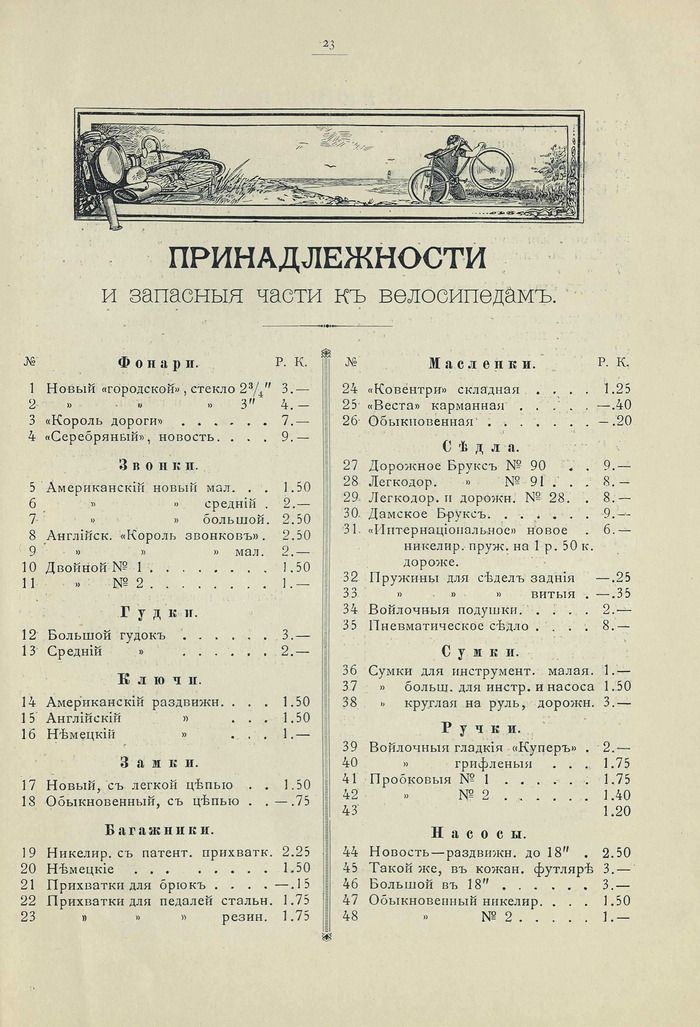 23
ПРИНАДЛЕЖНОСТИ
И ЗАПАСНЫЯ ЧАСТИ КЪ ВЕЛОСИПЕДАМЪ.
№ Фонари. Р. К.
1 Новый «городской», стекло 2³/₄" 3.—
2 » » » 3" 4.—
3 «Король дороги» . . . . . . 7.—
4 «Серебряный», новость. . . . 9.—
Звонки.
5 Американскій новый мал. . . 1.50
6 » » средній . 2.—
7 » » большой. 2.50
8 Англійск. «Король звонковъ». 2.50
9 » » » мал. 2.—
10 Двойной № 1 . . . . . . . . 1.50
11 » № 2 . . . . . . . . 1.—
Гудки.
12 Большой гудокъ . . . . . . 3.—
13 Средній » . . . . . . 2.—
Ключи.
14 Американскій раздвижн. . . . 1.50
15 Англійскій » . . . 1.50
16 Нѣмецкій » . . . 1.—
Замки.
17 Новый, съ легкой цѣпью . . 1.50
18 Обыкновенный, съ цѣпью . . —.75
Багажники.
19 Никелир. съ патент. прихватк. 2.25
20 Нѣмецкіе . . . . . . . . 1.50
21 Прихватки для брюкъ . . . . —.15
22 Прихватки для педалей стальн. 1.75
23 » » » резин. 1.75
№ Масленки. Р. К.
24 «Ковентри» складная . . . . 1.25
25 «Веста» карманная . . . . . —.40
26 Обыкновенная . . . . . . . —.20
Сѣдла.
27 Дорожное Бруксъ № 90 . . 9.—
28 Легкодор. » № 91 . . . 8.—
29. Легкодор. и дорожн. № 28. . 8.—
30. Дамское Бруксъ. . . . . . . 9.—
31. «Интернаціональное» новое . 6.—
никелир. пруж. на 1 р. 50 к.
дороже.
32 Пружины для сѣделъ заднія —.25
33 » » » витыя . —.35
34 Войлочныя подушки. . . . . 2.—
35 Пневматическое сѣдло . . . . 8.—
Сумки.
36 Сумки для инструмент. малая. 1.—
37 » больш. для инстр. и насоса 1.50
38 » круглая на руль, дорожн. 3.—
Ручки.
39 Войлочныя гладкія «Куперъ» . 2.—
40 » грифленыя . . . 1.75
41 Пробковыя № 1 . . . . . . 1.75
42 » № 2 . . . . . . 1.40
43 1.20
Насосы.
44 Новость—раздвижн. до 18" . 2.50
45 Такой же, въ кожан. футлярѣ 3.—
46 Большой въ 18" . . . . . . 3.—
47 Обыкновенный никелир. . . . 1.50
48 » № 2 . . . . . 1.—